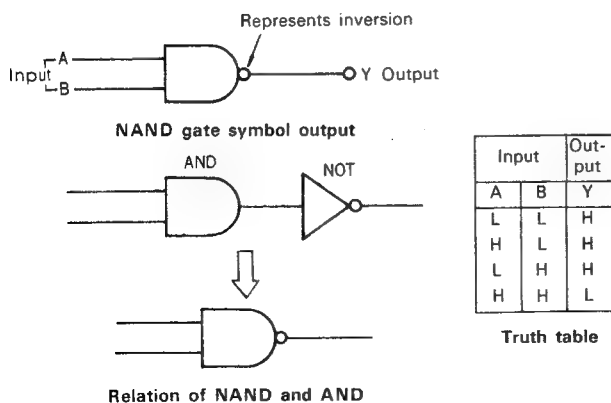 Represents inversion
Input
A
B
Y Output
NAND gate symbol output
AND
NOT
Relation of NAND and AND
Input Out-
put
A B Y
L L H
H L H
L H H
H H L
Truth table